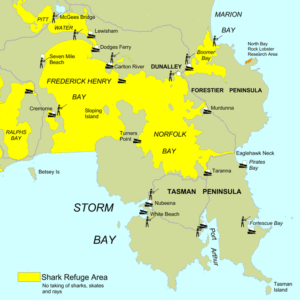 MARION
BAY
PITT
WATER
McGees Bridge
Lewisham
Dodges Ferry
Seven Mile
Beach
Carlton River
DUNALLEY
Boomer
Bay
North Bay
Rock Lobster
Research Area
FREDERICK HENRY
BAY
FORESTIER PENINSULA
Cremorne
Sloping
Island
Murdunna
RALPHS
BAY
Turners
Point
NORFOLK
BAY
Eaglehawk Neck
Pirates
Bay
Taranna
Betsey Is
TASMAN PENINSULA
STORM
BAY
Nubeena
White Beach
Port
Arthur
Fortescue Bay
Tasman
Island
Shark Refuge Area
No taking of sharks, skates
and rays